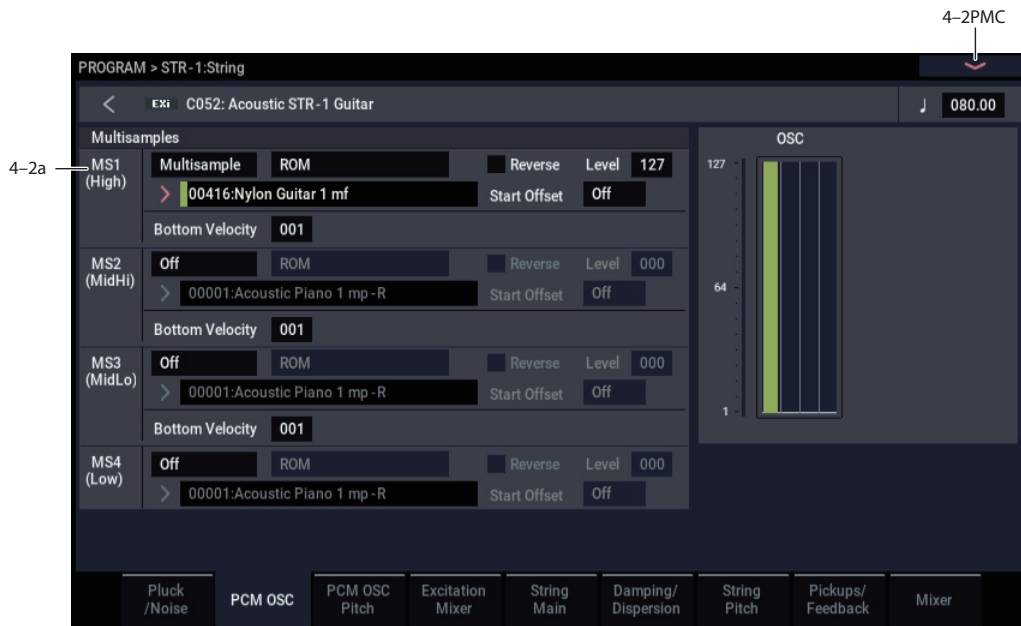 4–2PMC
PROGRAM > STR-1:String
EXi C052: Acoustic STR-1 Guitar
♩ 080.00
Multisamples
4–2a
MS1
(High)
Multisample ROM Reverse Level 127
00416:Nylon Guitar 1 mf Start Offset Off
Bottom Velocity 001
MS2
(MidHi)
Off ROM Reverse Level 000
00001:Acoustic Piano 1 mp-R Start Offset Off
Bottom Velocity 001
MS3
(MidLo)
Off ROM Reverse Level 000
00001:Acoustic Piano 1 mp-R Start Offset Off
Bottom Velocity 001
MS4
(Low)
Off ROM Reverse Level 000
00001:Acoustic Piano 1 mp-R Start Offset Off
OSC
127
64
1
Pluck
/Noise
PCM OSC
PCM OSC
Pitch
Excitation
Mixer
String
Main
Damping/
Dispersion
String
Pitch
Pickups/
Feedback
Mixer